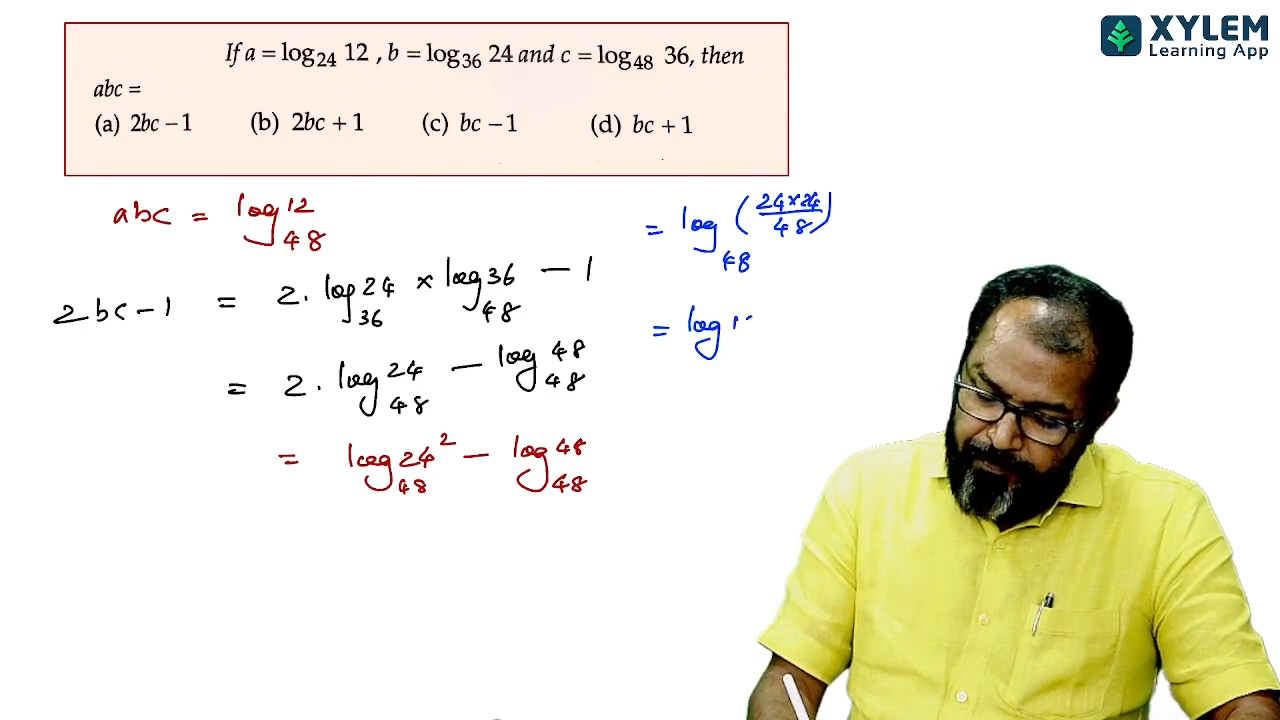 XYLEM
Learning App
If a = log₂₄ 12 , b = log₃₆ 24 and c = log₄₈ 36, then
abc =
(a) 2bc − 1 (b) 2bc + 1 (c) bc − 1 (d) bc + 1
abc = log₄₈ 12
2bc − 1 = 2 . log₃₆ 24 × log₄₈ 36 − 1
= 2 . log₄₈ 24 − log₄₈ 48
= log₄₈ 24² − log₄₈ 48
= log₄₈ (24×24/48)
= log 1